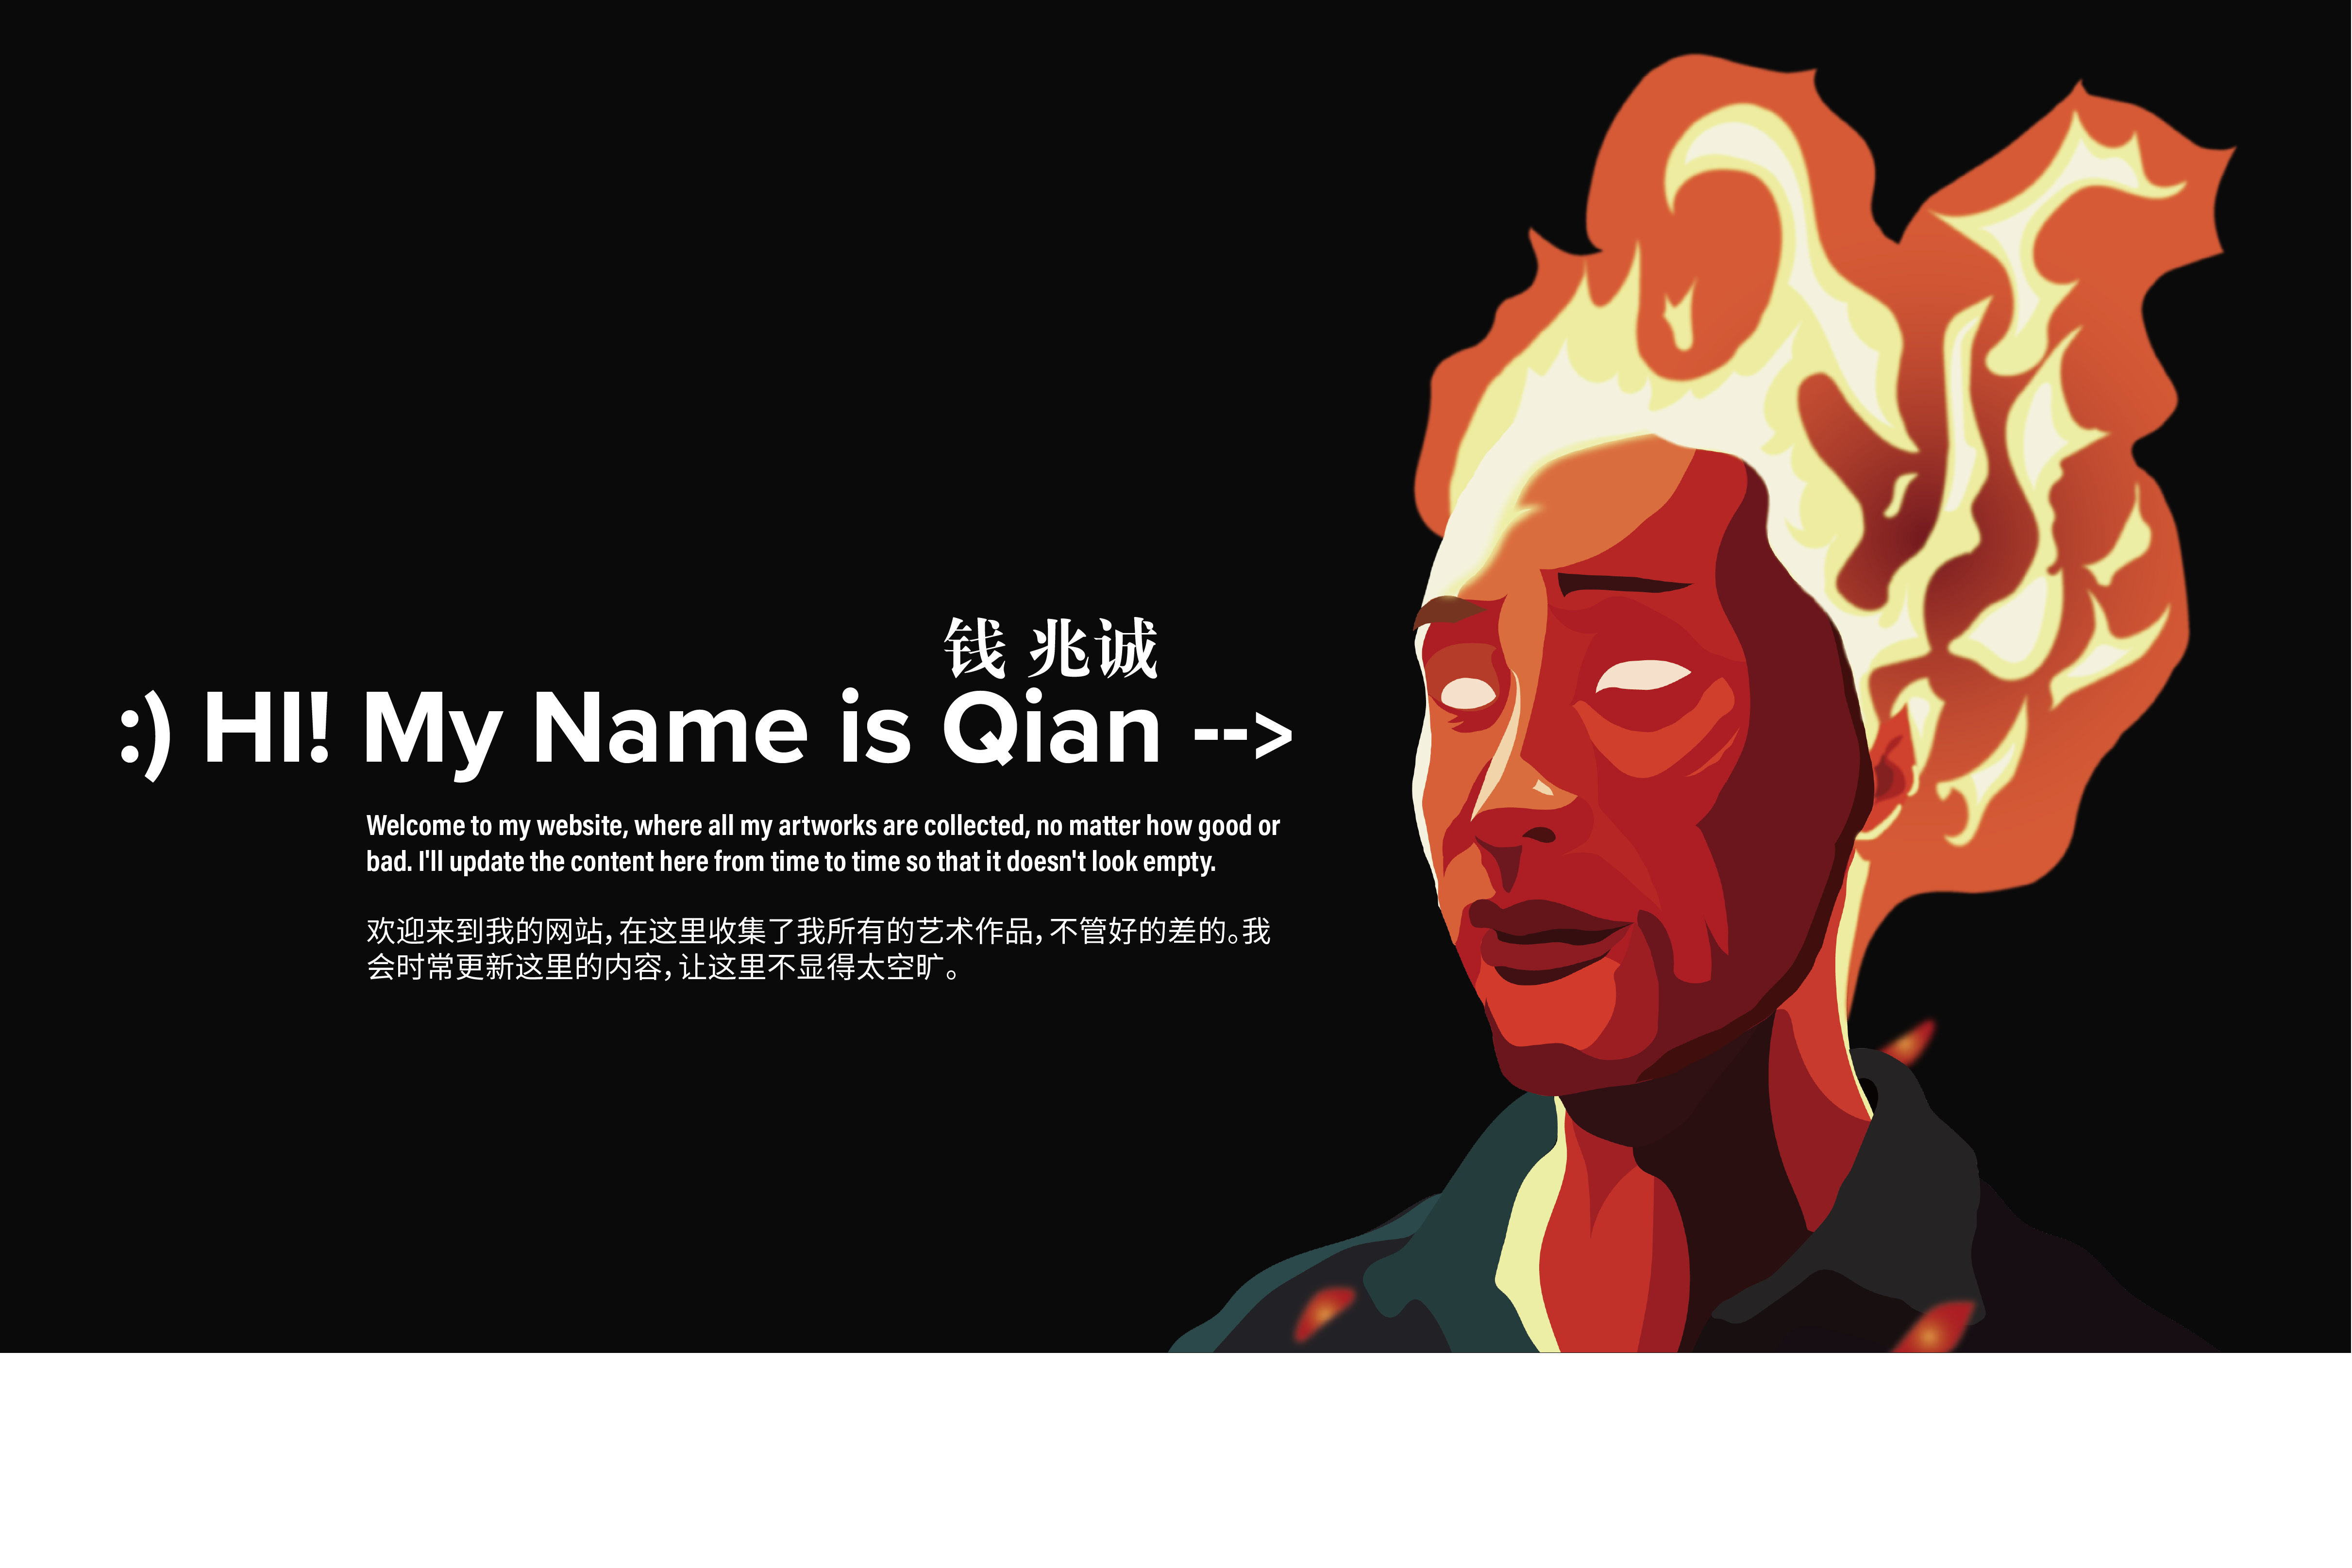 钱 兆诚
:) HI! My Name is Qian -->
Welcome to my website, where all my artworks are collected, no matter how good or
bad. I'll update the content here from time to time so that it doesn't look empty.
欢迎来到我的网站，在这里收集了我所有的艺术作品，不管好的差的。我
会时常更新这里的内容，让这里不显得太空旷。